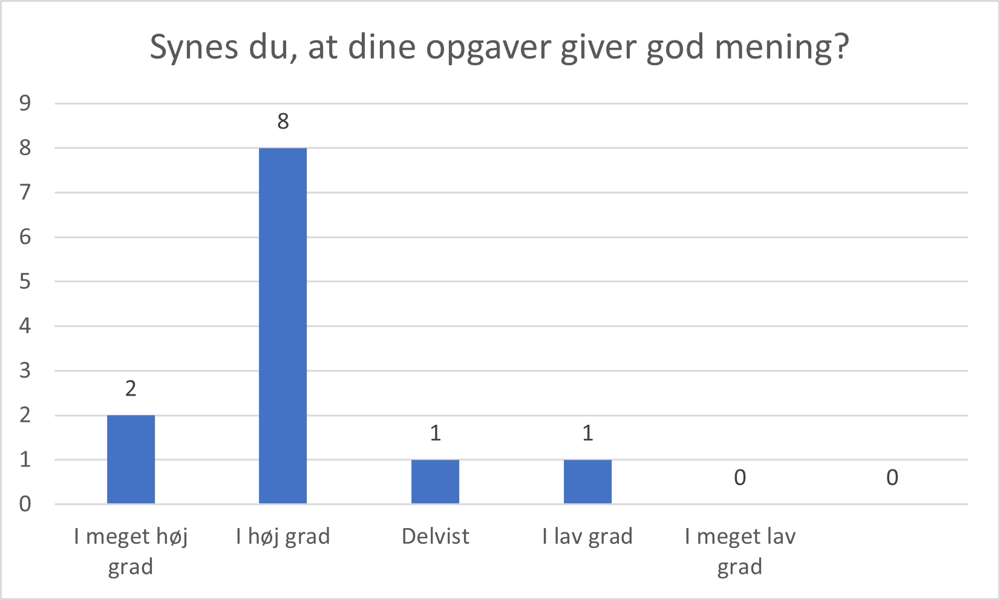 Synes du, at dine opgaver giver god mening?
9
8
7
6
5
4
3
2
1
0
2
8
1
1
0
0
I meget høj
grad
I høj grad
Delvist
I lav grad
I meget lav
grad